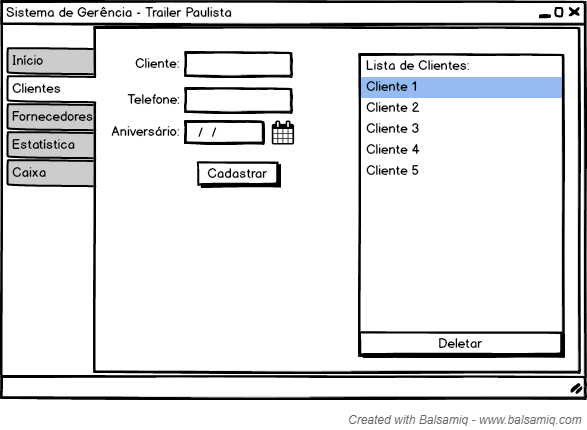 Sistema de Gerência - Trailer Paulista
Início
Clientes
Fornecedores
Estatística
Caixa
Cliente:
Telefone:
Aniversário: / /
Cadastrar
Lista de Clientes:
Cliente 1
Cliente 2
Cliente 3
Cliente 4
Cliente 5
Deletar
Created with Balsamiq - www.balsamiq.com